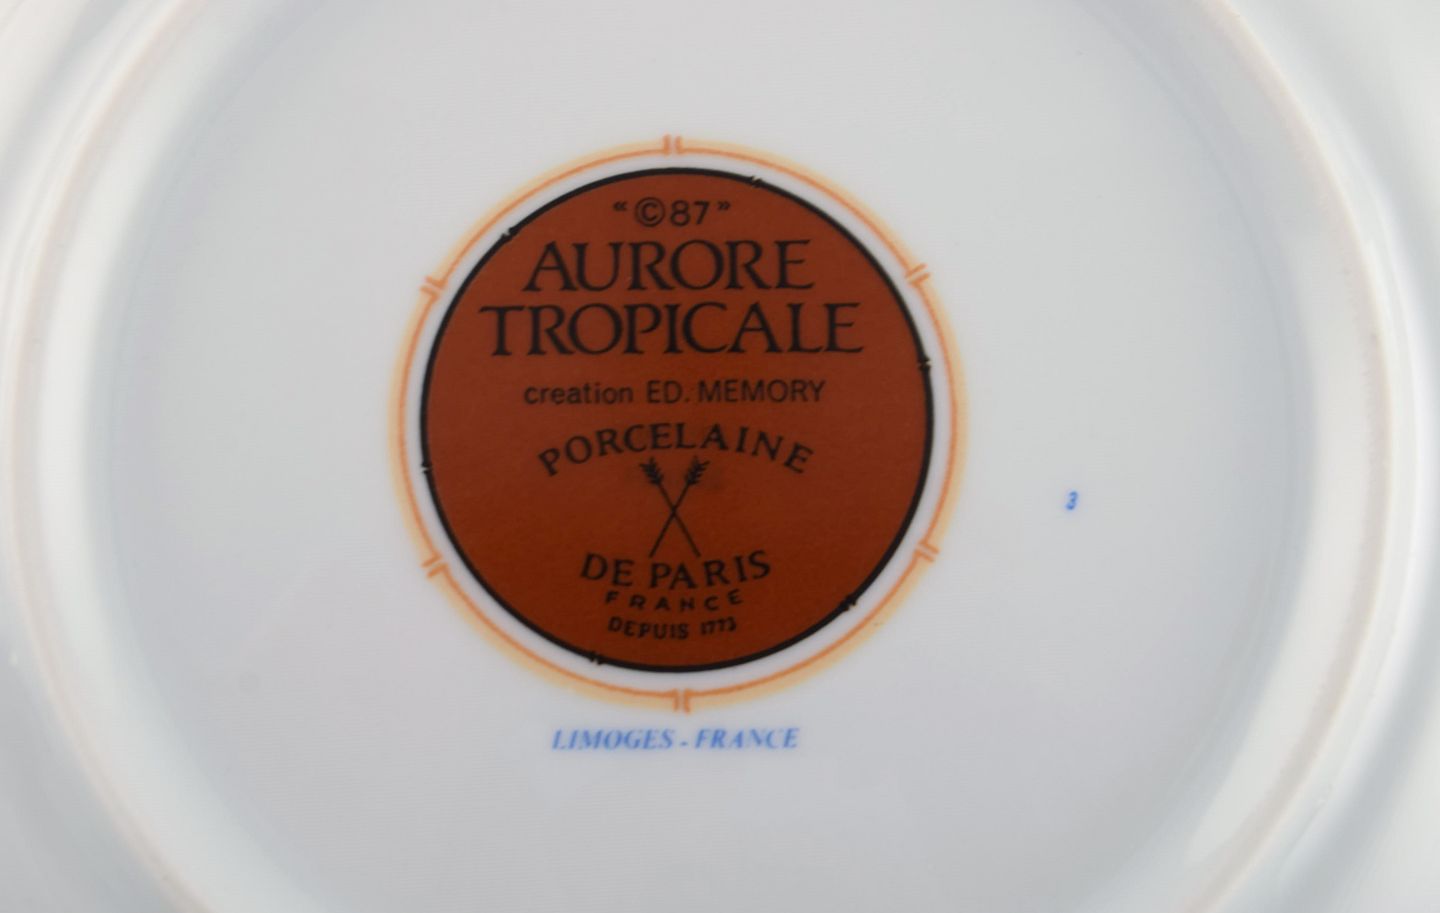 “©87”
AURORE
TROPICALE
creation ED. MEMORY
PORCELAINE
DE PARIS
FRANCE
DEPUIS 1773
3
LIMOGES - FRANCE